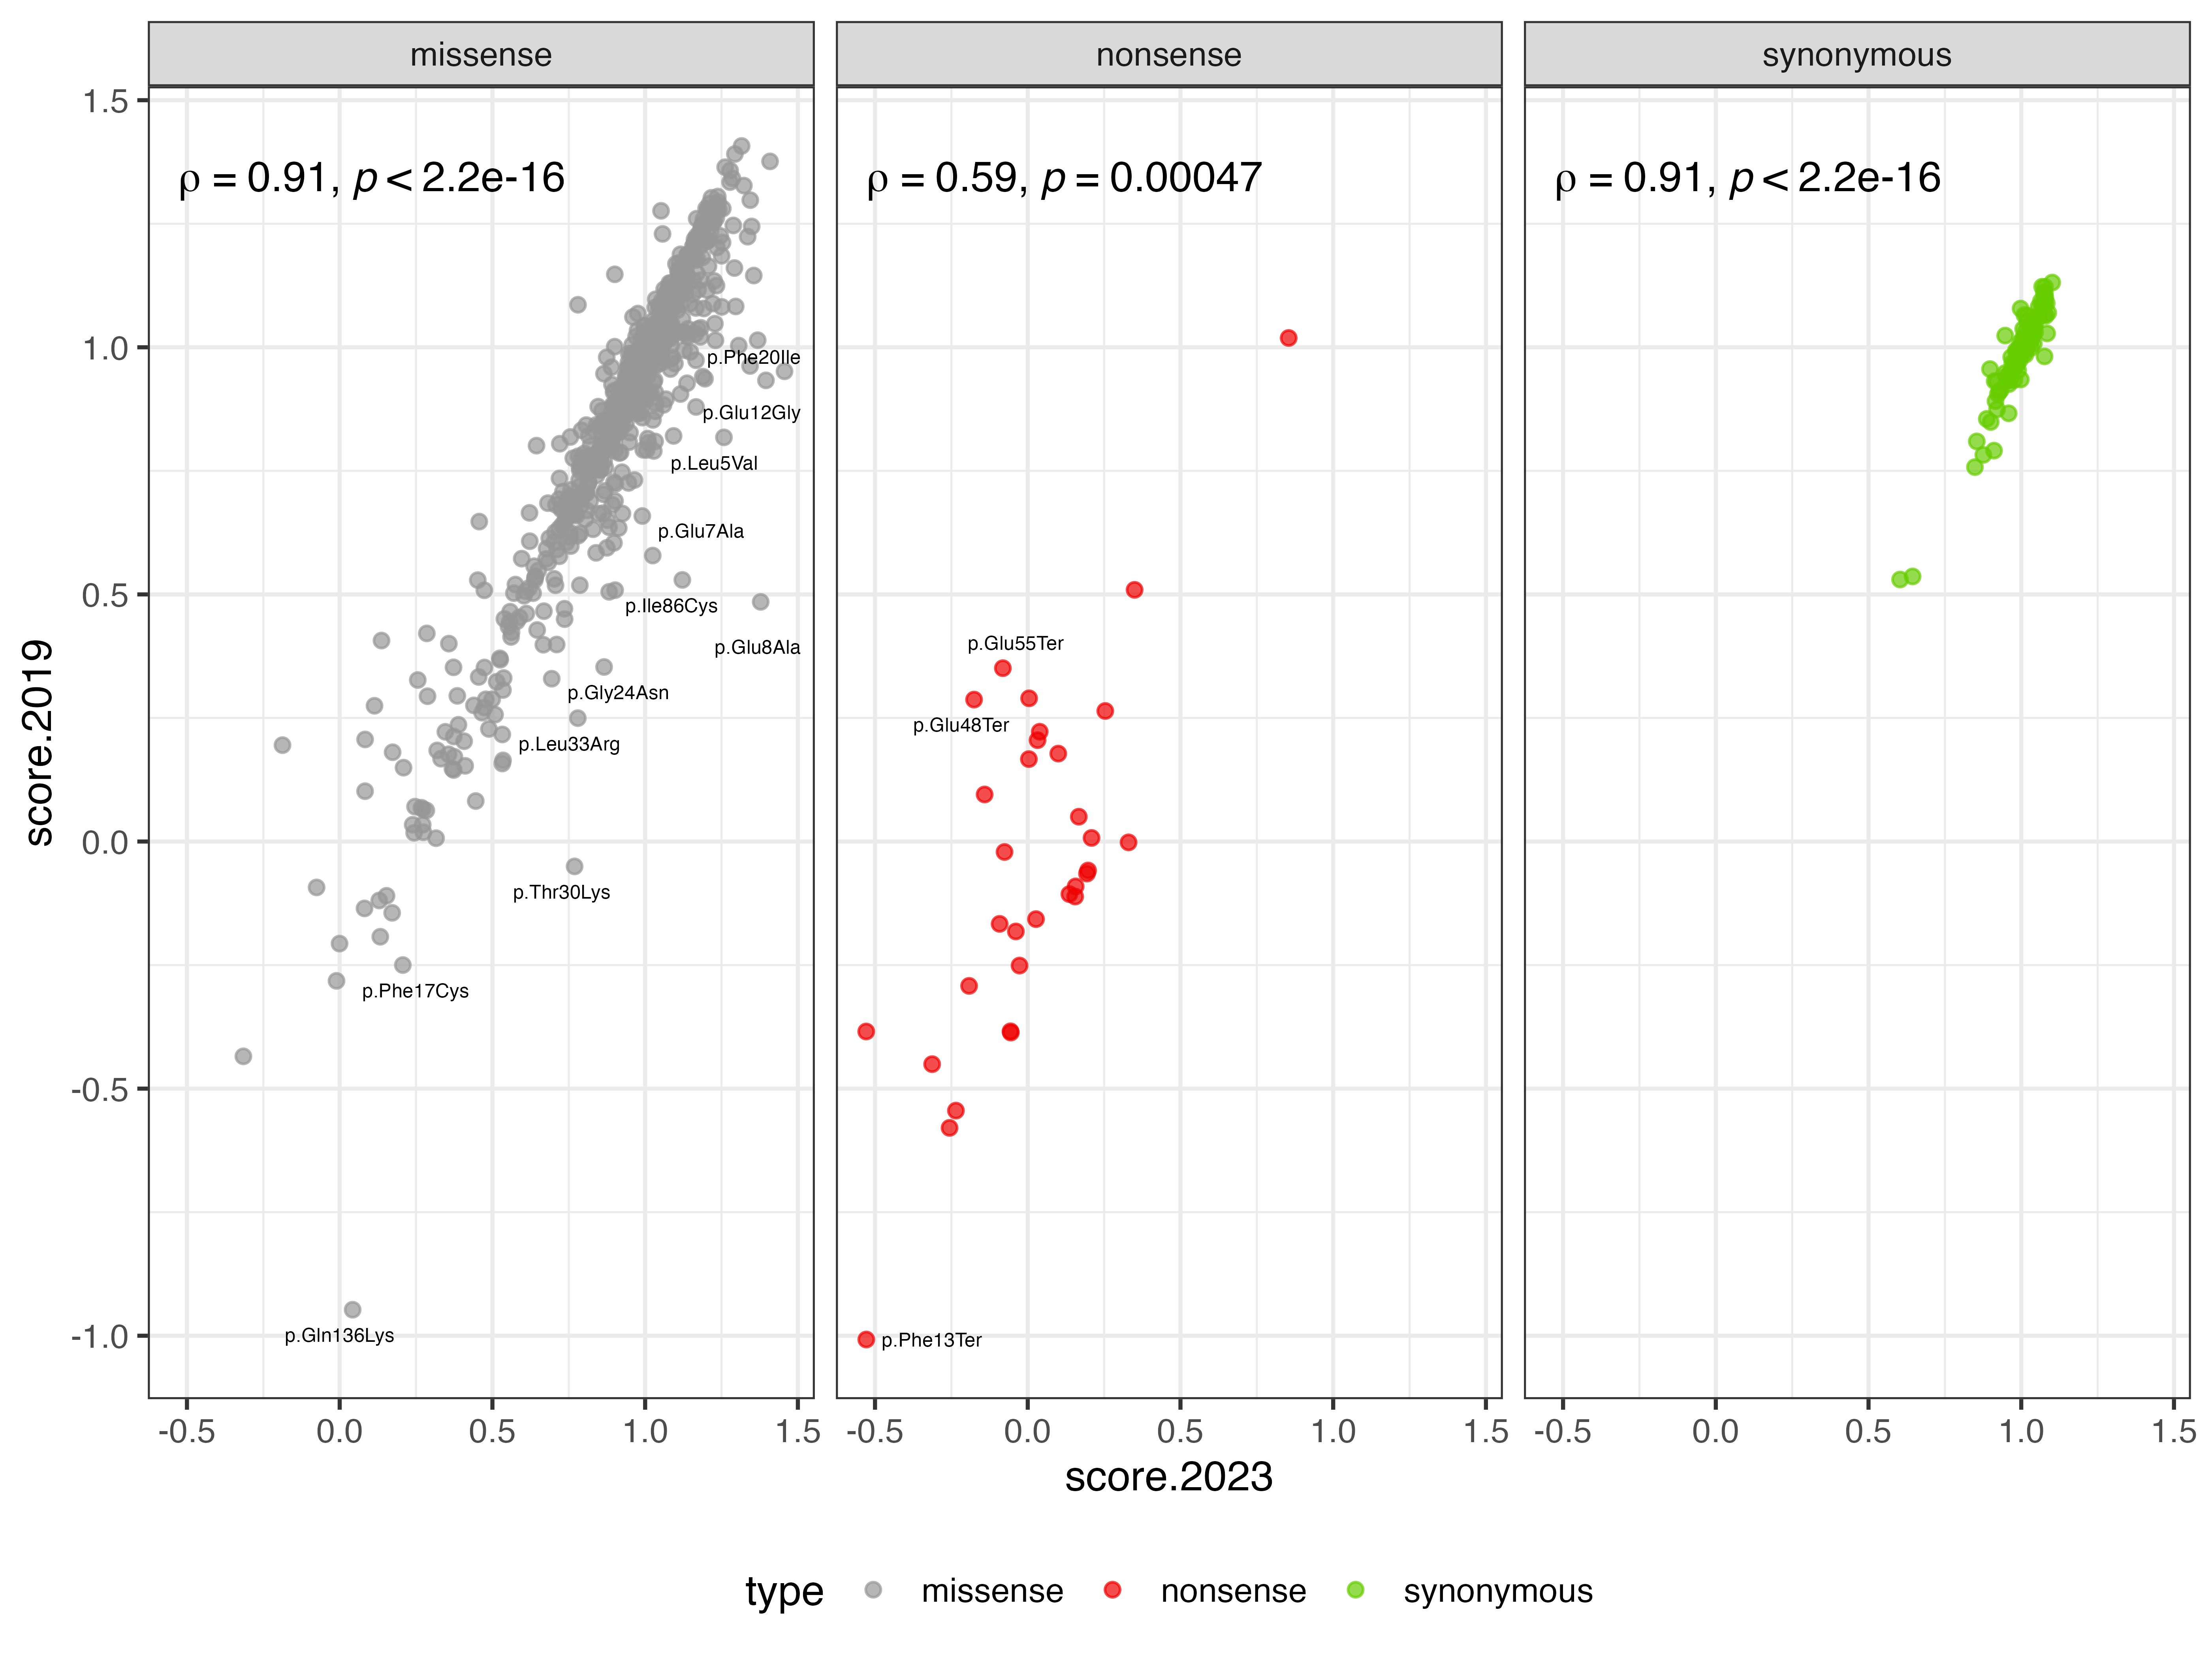 missense nonsense synonymous
ρ = 0.91, p < 2.2e-16
ρ = 0.59, p = 0.00047
ρ = 0.91, p < 2.2e-16
score.2019
1.5
1.0
0.5
0.0
-0.5
-1.0
p.Phe20Ile
p.Glu12Gly
p.Leu5Val
p.Glu7Ala
p.Ile86Cys
p.Glu8Ala
p.Gly24Asn
p.Leu33Arg
p.Thr30Lys
p.Phe17Cys
p.Gln136Lys
p.Glu55Ter
p.Glu48Ter
p.Phe13Ter
-0.5 0.0 0.5 1.0 1.5 -0.5 0.0 0.5 1.0 1.5 -0.5 0.0 0.5 1.0 1.5
score.2023
type missense nonsense synonymous